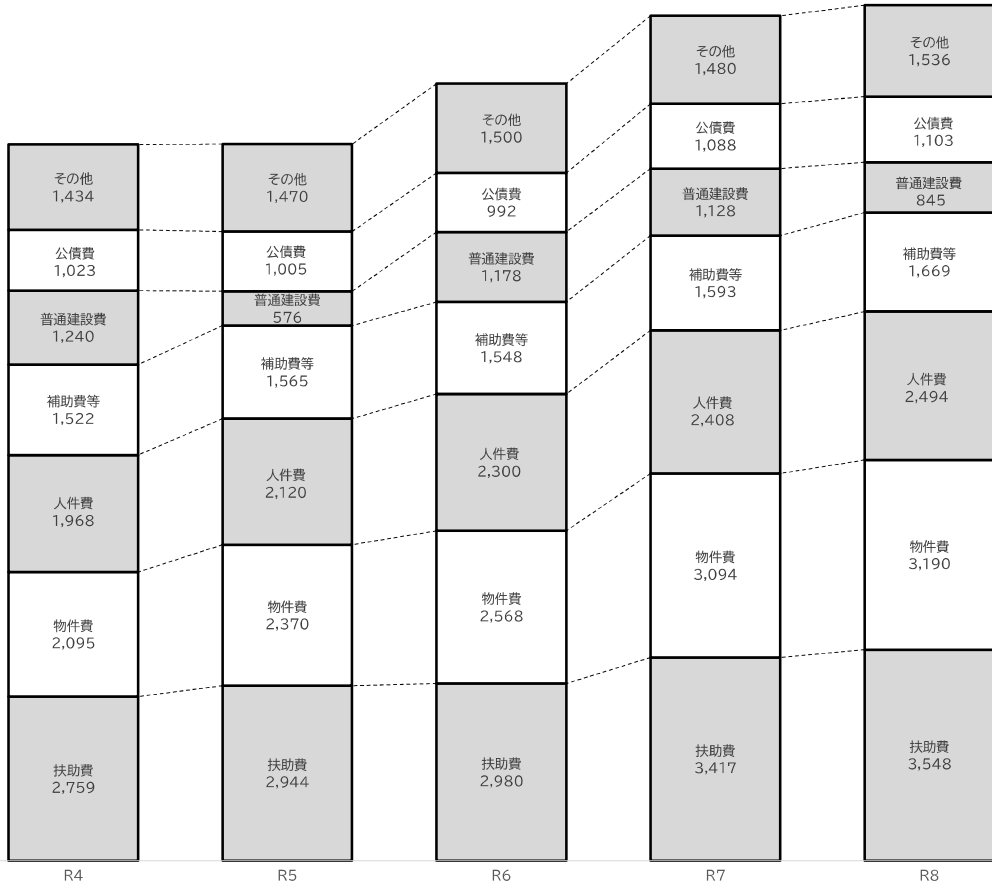 その他
1,434
公債費
1,023
普通建設費
1,240
補助費等
1,522
人件費
1,968
物件費
2,095
扶助費
2,759
R4
その他
1,470
公債費
1,005
普通建設費
576
補助費等
1,565
人件費
2,120
物件費
2,370
扶助費
2,944
R5
その他
1,500
公債費
992
普通建設費
1,178
補助費等
1,548
人件費
2,300
物件費
2,568
扶助費
2,980
R6
その他
1,480
公債費
1,088
普通建設費
1,128
補助費等
1,593
人件費
2,408
物件費
3,094
扶助費
3,417
R7
その他
1,536
公債費
1,103
普通建設費
845
補助費等
1,669
人件費
2,494
物件費
3,190
扶助費
3,548
R8